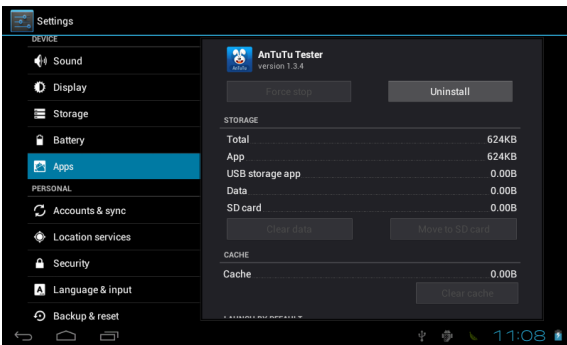 Settings
DEVICE
Sound
Display
Storage
Battery
Apps
PERSONAL
Accounts & sync
Location services
Security
Language & input
Backup & reset
AnTuTu Tester
version 1.3.4
Force stop
Uninstall
STORAGE
Total 624KB
App 624KB
USB storage app 0.00B
Data 0.00B
SD card 0.00B
Clear data
Move to SD card
CACHE
Cache 0.00B
Clear cache
LAUNCH BY DEFAULT
11:08